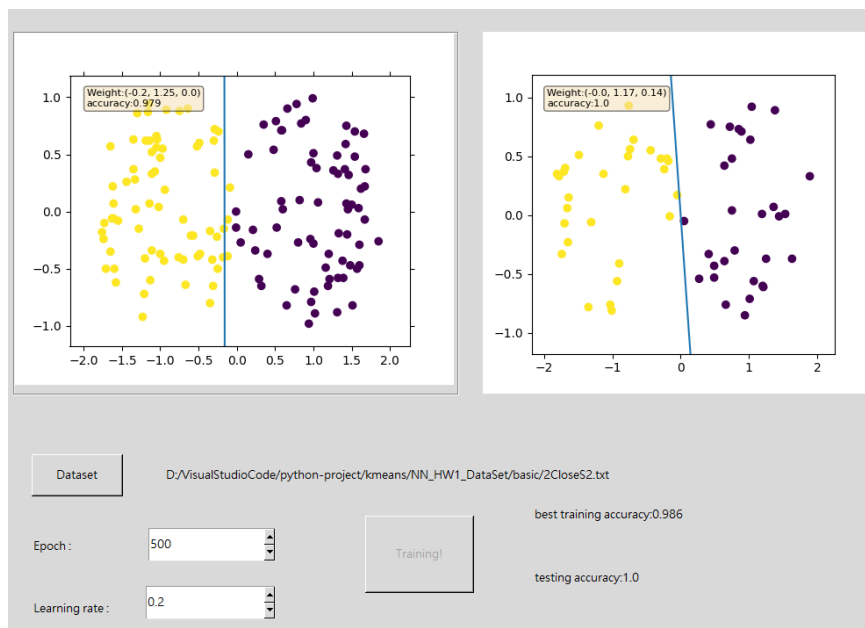 Weight:(-0.2, 1.25, 0.0)
accuracy:0.979
1.0
0.5
0.0
−0.5
−1.0
−2.0 −1.5 −1.0 −0.5 0.0 0.5 1.0 1.5 2.0
Weight:(-0.0, 1.17, 0.14)
accuracy:1.0
1.0
0.5
0.0
−0.5
−1.0
−2 −1 0 1 2
Dataset
D:/VisualStudioCode/python-project/kmeans/NN_HW1_DataSet/basic/2CloseS2.txt
best training accuracy:0.986
Epoch :
500
Training!
testing accuracy:1.0
Learning rate :
0.2